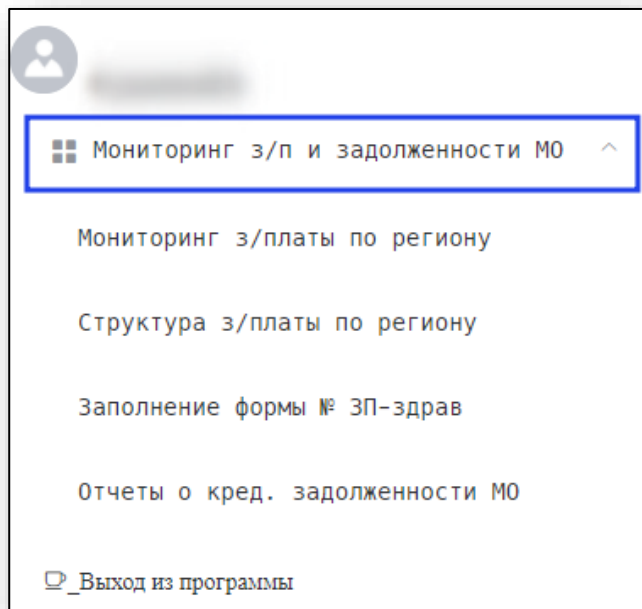 Мониторинг з/п и задолженности МО
Мониторинг з/платы по региону
Структура з/платы по региону
Заполнение формы № ЗП-здрав
Отчеты о кред. задолженности МО
_Выход из программы